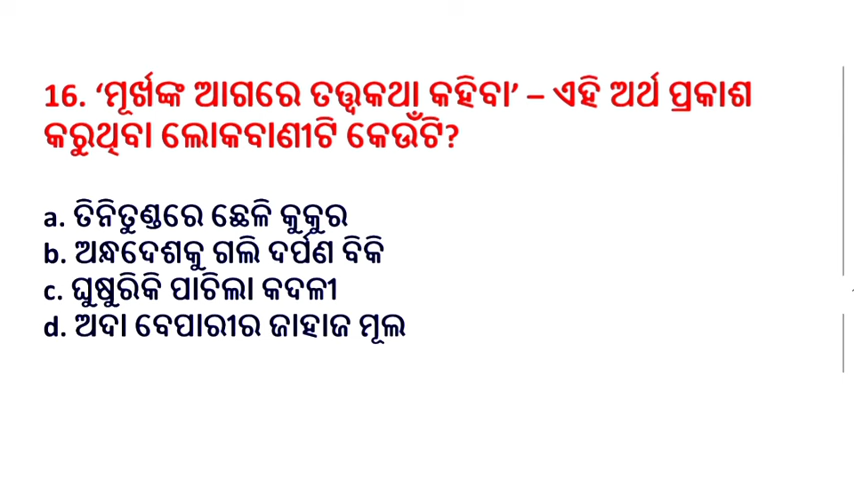 16. ‘ମୂର୍ଖଙ୍କ ଆଗରେ ତତ୍ତ୍ୱକଥା କହିବା’ – ଏହି ଅର୍ଥ ପ୍ରକାଶ
କରୁଥିବା ଲୋକବାଣୀଟି କେଉଁଟି?
a. ତିନିତୁଣ୍ଡରେ ଛେଳି କୁକୁର
b. ଅନ୍ଧଦେଶକୁ ଗଲି ଦର୍ପଣ ବିକି
c. ଘୁଷୁରିକି ପାଚିଲା କଦଳୀ
d. ଅଦା ବେପାରୀର ଜାହାଜ ମୂଲ